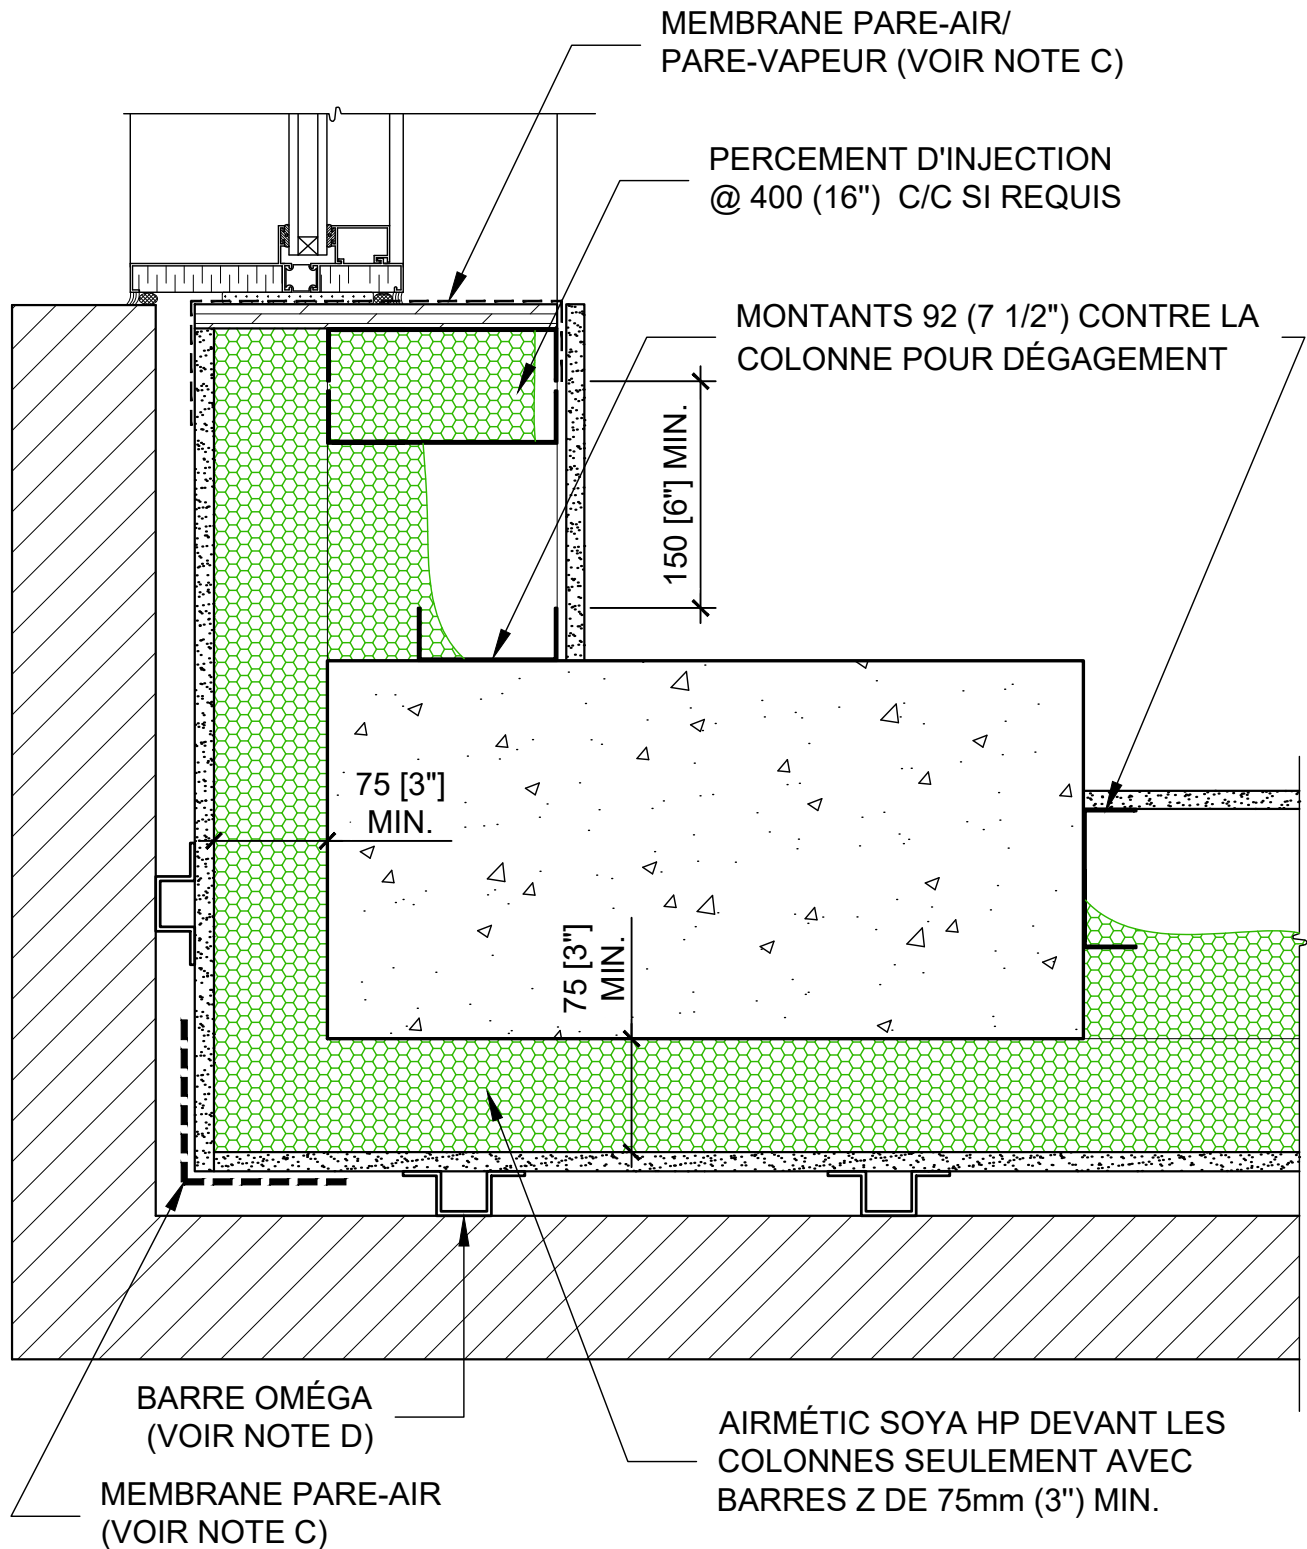 MEMBRANE PARE-AIR/
PARE-VAPEUR (VOIR NOTE C)
PERCEMENT D'INJECTION
@ 400 (16") C/C SI REQUIS
MONTANTS 92 (7 1/2") CONTRE LA
COLONNE POUR DÉGAGEMENT
150 [6"] MIN.
75 [3"]
MIN.
75 [3"]
MIN.
BARRE OMÉGA
(VOIR NOTE D)
MEMBRANE PARE-AIR
(VOIR NOTE C)
AIRMÉTIC SOYA HP DEVANT LES
COLONNES SEULEMENT AVEC
BARRES Z DE 75mm (3") MIN.